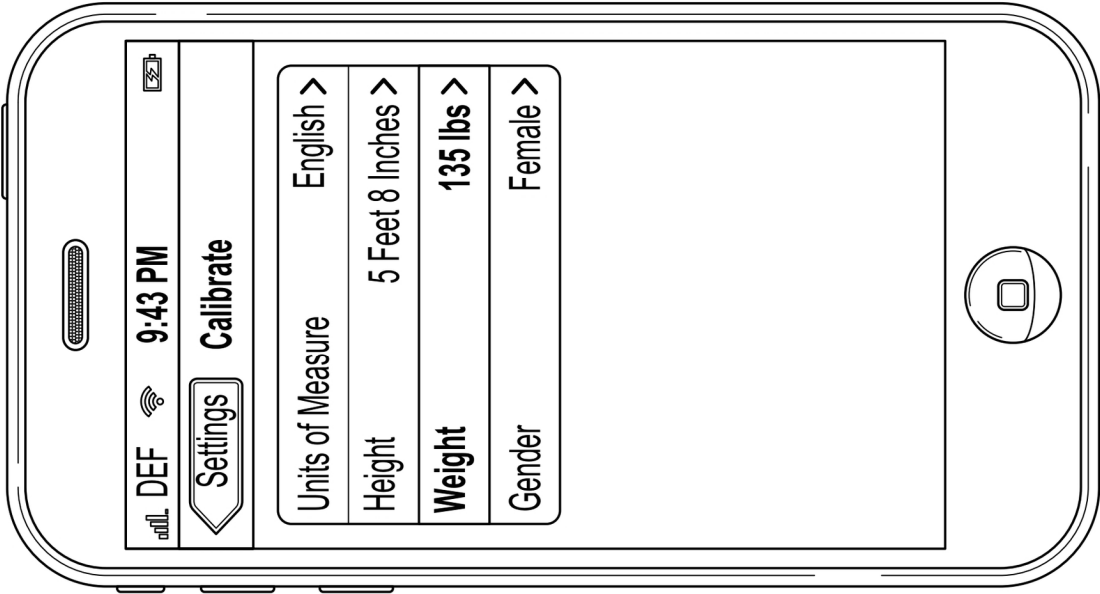 DEF 9:43 PM
Settings Calibrate
Units of Measure English >
Height 5 Feet 8 Inches >
Weight 135 lbs >
Gender Female >